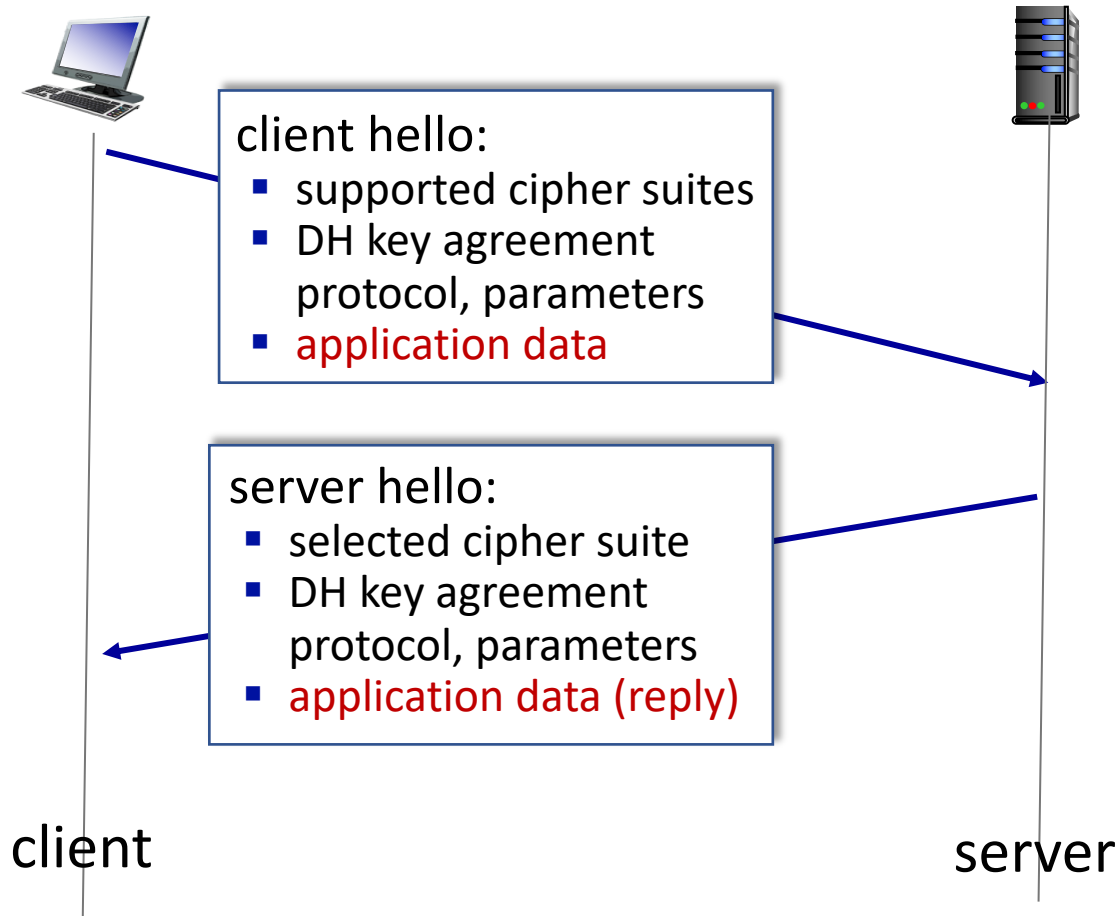 client hello:
▪ supported cipher suites
▪ DH key agreement
protocol, parameters
▪ application data
server hello:
▪ selected cipher suite
▪ DH key agreement
protocol, parameters
▪ application data (reply)
client
server